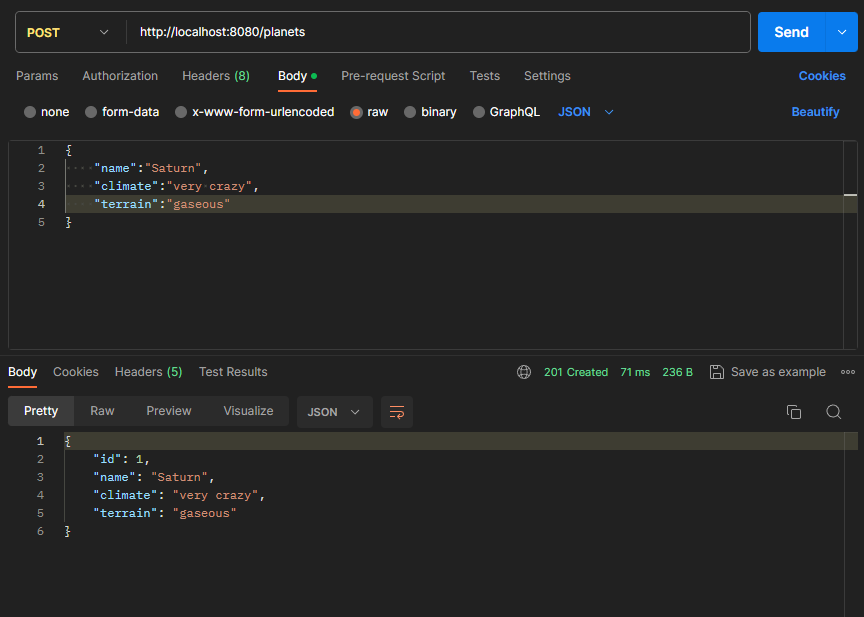 POST http://localhost:8080/planets Send
Params Authorization Headers (8) Body Pre-request Script Tests Settings Cookies
none form-data x-www-form-urlencoded raw binary GraphQL JSON Beautify
1 {
2 ····"name":"Saturn",
3 ····"climate":"very·crazy",
4 ····"terrain":"gaseous"
5 }
Body Cookies Headers (5) Test Results 201 Created 71 ms 236 B Save as example
Pretty Raw Preview Visualize JSON
1 {
2 "id": 1,
3 "name": "Saturn",
4 "climate": "very crazy",
5 "terrain": "gaseous"
6 }